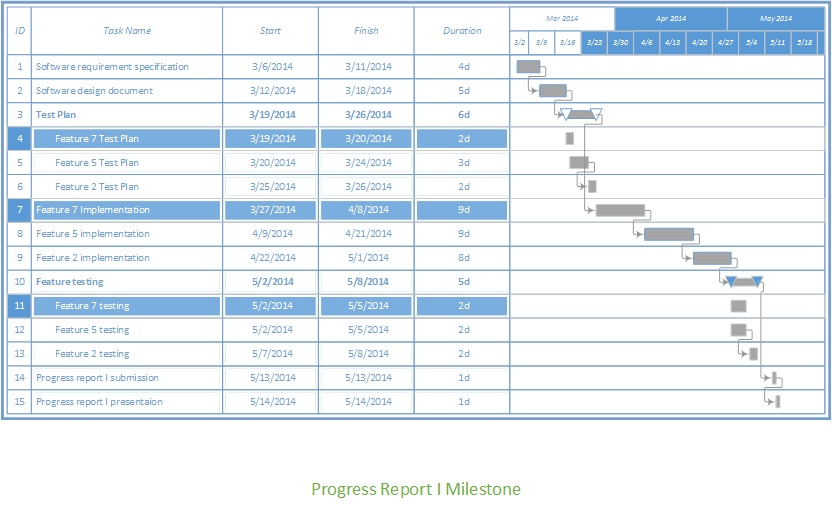 ID Task Name Start Finish Duration Mar 2014 Apr 2014 May 2014
3/2 3/9 3/16 3/23 3/30 4/6 4/13 4/20 4/27 5/4 5/11 5/18
1 Software requirement specification 3/6/2014 3/11/2014 4d
2 Software design document 3/12/2014 3/18/2014 5d
3 Test Plan 3/19/2014 3/26/2014 6d
4 Feature 7 Test Plan 3/19/2014 3/20/2014 2d
5 Feature 5 Test Plan 3/20/2014 3/24/2014 3d
6 Feature 2 Test Plan 3/25/2014 3/26/2014 2d
7 Feature 7 Implementation 3/27/2014 4/8/2014 9d
8 Feature 5 implementation 4/9/2014 4/21/2014 9d
9 Feature 2 implementation 4/22/2014 5/1/2014 8d
10 Feature testing 5/2/2014 5/8/2014 5d
11 Feature 7 testing 5/2/2014 5/5/2014 2d
12 Feature 5 testing 5/2/2014 5/5/2014 2d
13 Feature 2 testing 5/7/2014 5/8/2014 2d
14 Progress report I submission 5/13/2014 5/13/2014 1d
15 Progress report I presentaion 5/14/2014 5/14/2014 1d
Progress Report I Milestone